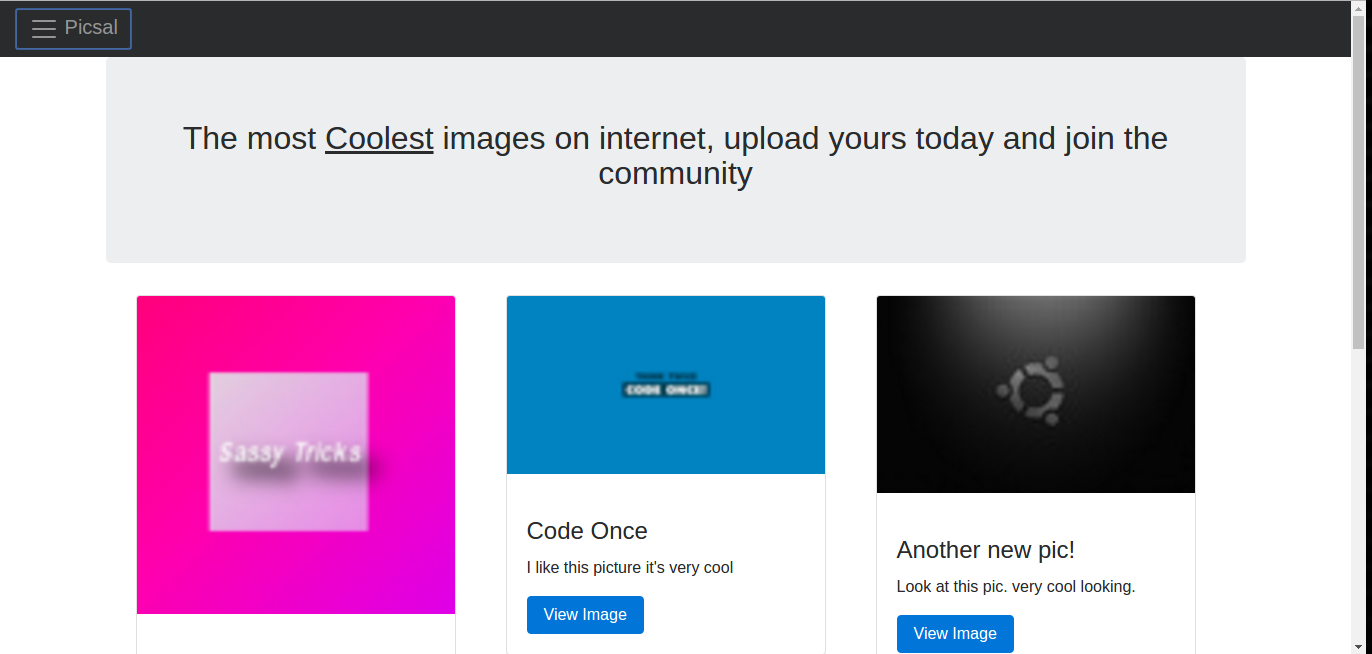 Picsal
The most Coolest images on internet, upload yours today and join the
community
Sassy Tricks
CODE ONCE!
Code Once
I like this picture it's very cool
View Image
Another new pic!
Look at this pic. very cool looking.
View Image